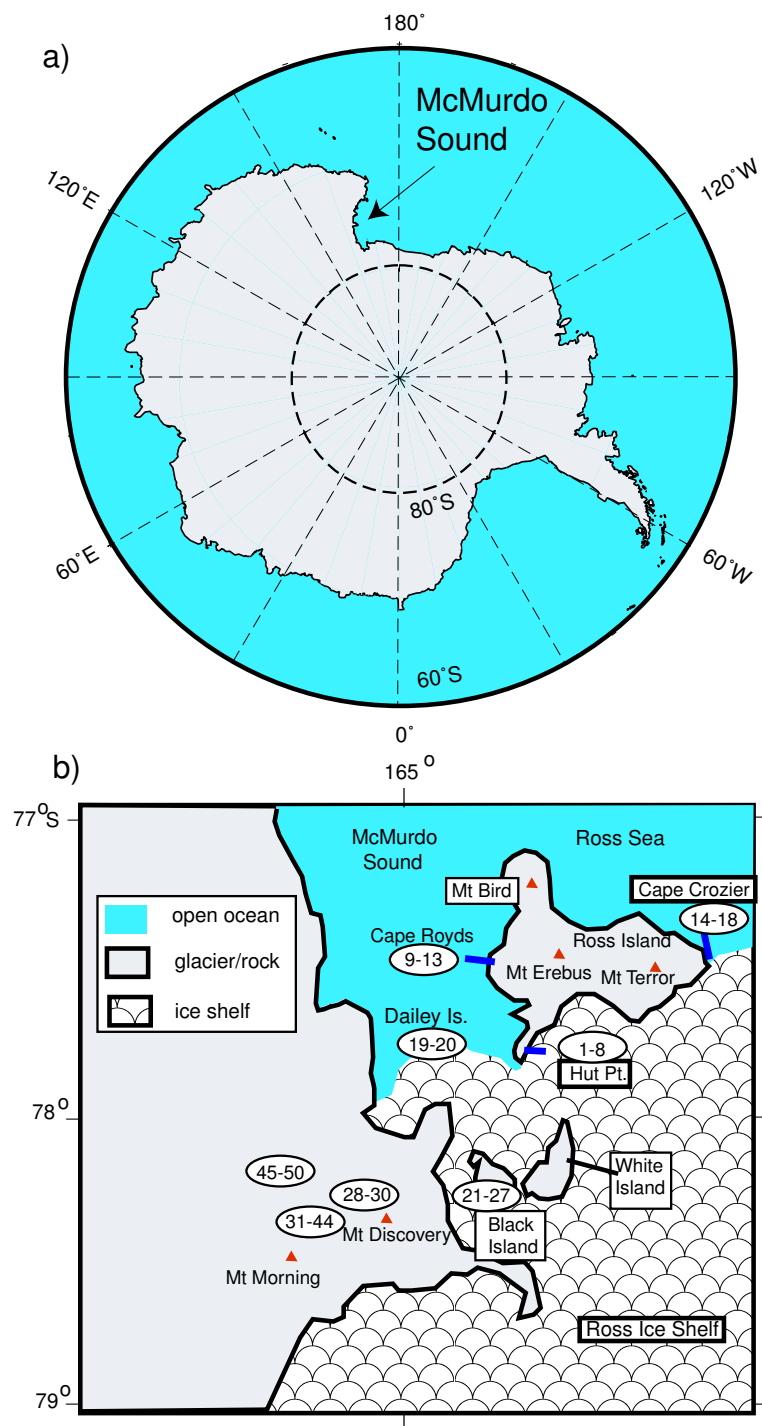 180°
a)
McMurdo
Sound
120°E
120°W
80°S
60°E
60°W
60°S
0°
b)
165°
77°S
McMurdo
Sound
Ross Sea
Mt Bird
Cape Crozier
14-18
open ocean
glacier/rock
ice shelf
Cape Royds
9-13
Ross Island
Mt Erebus
Mt Terror
Dailey Is.
19-20
1-8
Hut Pt.
78°
45-50
28-30
21-27
White
Island
31-44
Mt Discovery
Black
Island
Mt Morning
Ross Ice Shelf
79°